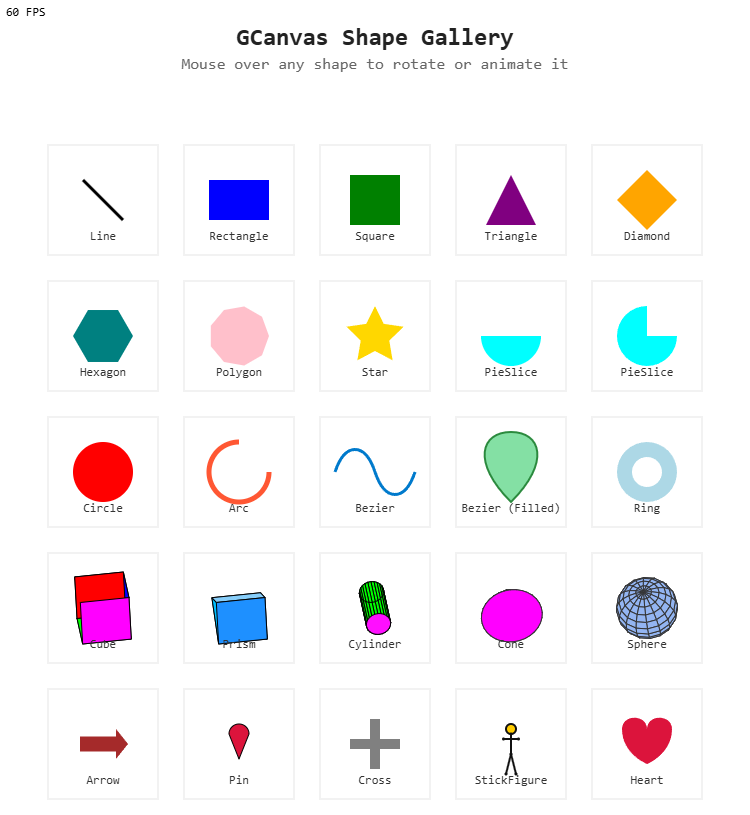 60 FPS
GCanvas Shape Gallery
Mouse over any shape to rotate or animate it
Line
Rectangle
Square
Triangle
Diamond
Hexagon
Polygon
Star
PieSlice
PieSlice
Circle
Arc
Bezier
Bezier (Filled)
Ring
Cube
Prism
Cylinder
Cone
Sphere
Arrow
Pin
Cross
StickFigure
Heart